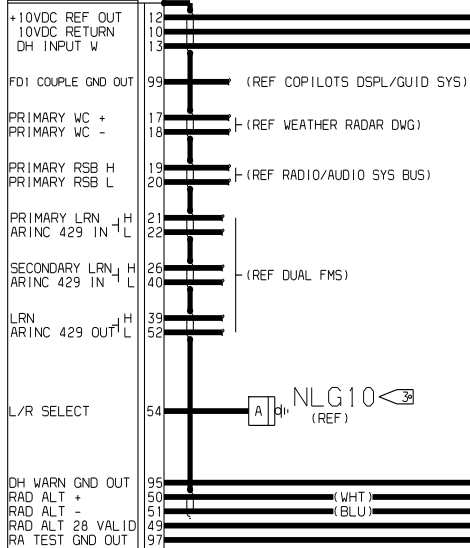 +10VDC REF OUT 12
10VDC RETURN 10
DH INPUT W 13
FD1 COUPLE GND OUT 99 (REF COPILOTS DSPL/GUID SYS)
PRIMARY WC + 17
PRIMARY WC - 18
(REF WEATHER RADAR DWG)
PRIMARY RSB H 19
PRIMARY RSB L 20
(REF RADIO/AUDIO SYS BUS)
PRIMARY LRN H 21
ARINC 429 IN L 22
SECONDARY LRN H 26
ARINC 429 IN L 40
(REF DUAL FMS)
LRN H 39
ARINC 429 OUT L 52
L/R SELECT 54 A NLG10 3
(REF)
DH WARN GND OUT 95
RAD ALT + 50 (WHT)
RAD ALT - 51 (BLU)
RAD ALT 28 VALID 49
RA TEST GND OUT 97